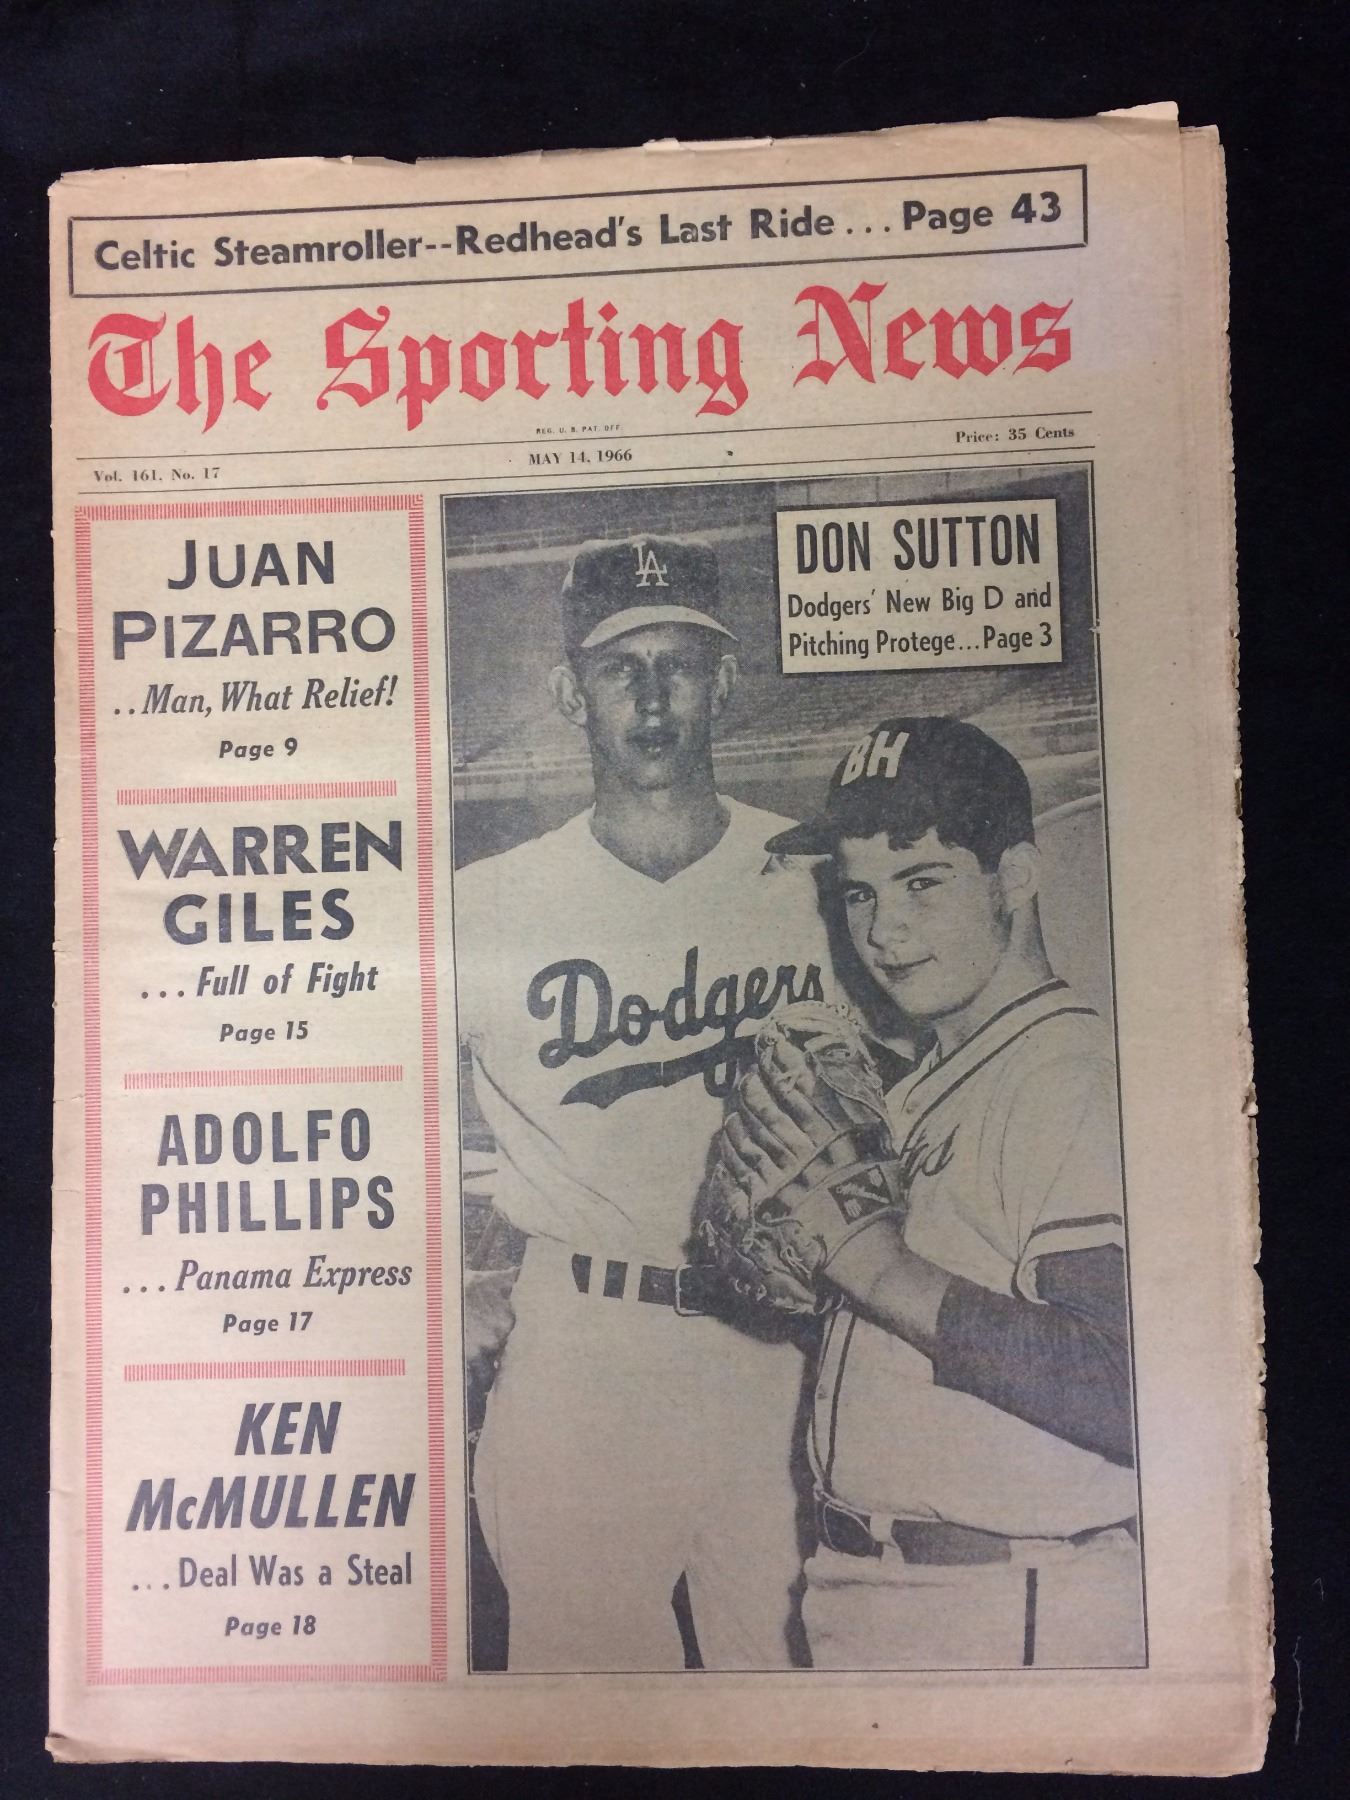 Celtic Steamroller--Redhead's Last Ride ... Page 43
The Sporting News
REG. U. S. PAT. OFF.
Vol. 161, No. 17
MAY 14, 1966
Price: 35 Cents
JUAN
PIZARRO
..Man, What Relief!
Page 9
WARREN
GILES
...Full of Fight
Page 15
ADOLFO
PHILLIPS
...Panama Express
Page 17
KEN
McMULLEN
...Deal Was a Steal
Page 18
DON SUTTON
Dodgers' New Big D and
Pitching Protege...Page 3
LA
BH
Dodgers